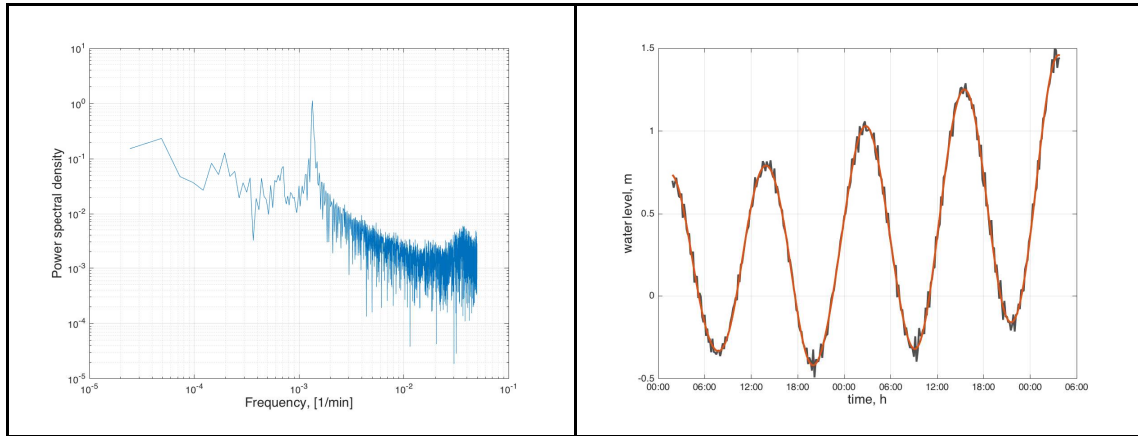 10^1
10^0
10^-1
10^-2
10^-3
10^-4
10^-5
Power spectral density
10^-5 10^-4 10^-3 10^-2 10^-1
Frequency, [1/min]
1.5
1
0.5
0
-0.5
water level, m
00:00 06:00 12:00 18:00 00:00 06:00 12:00 18:00 00:00 06:00
time, h